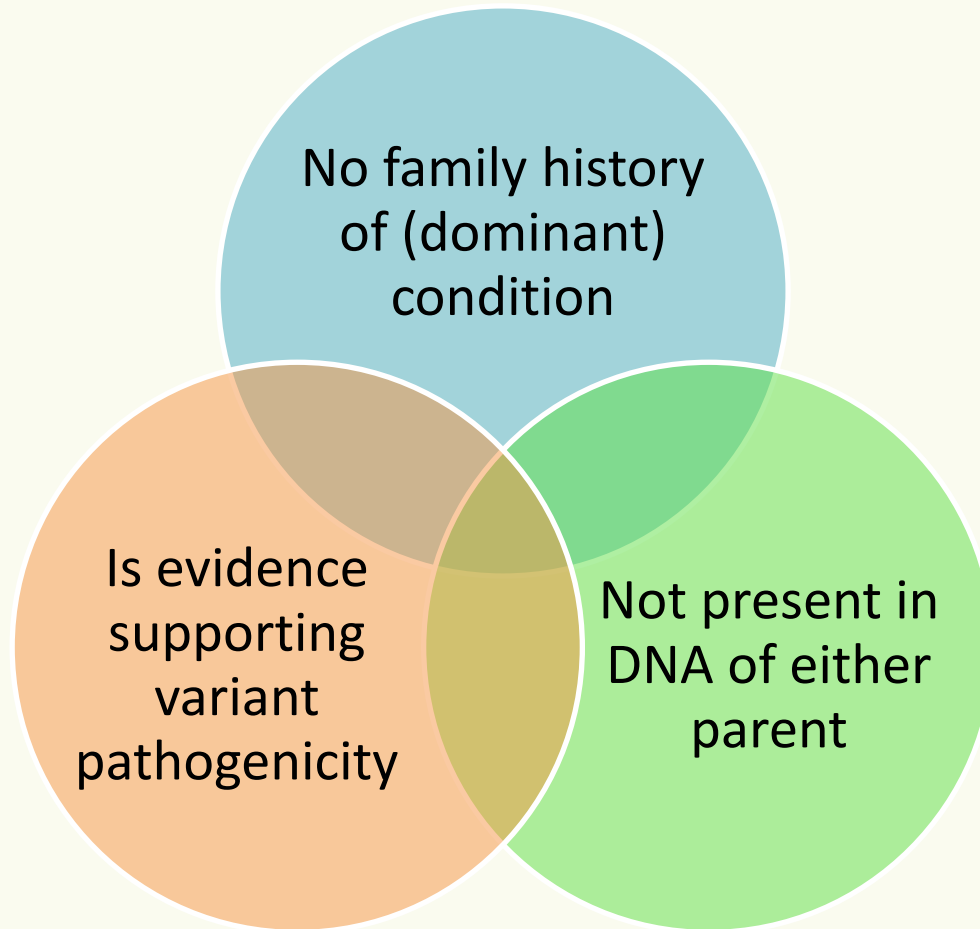 No family history
of (dominant)
condition
Is evidence
supporting
variant
pathogenicity
Not present in
DNA of either
parent